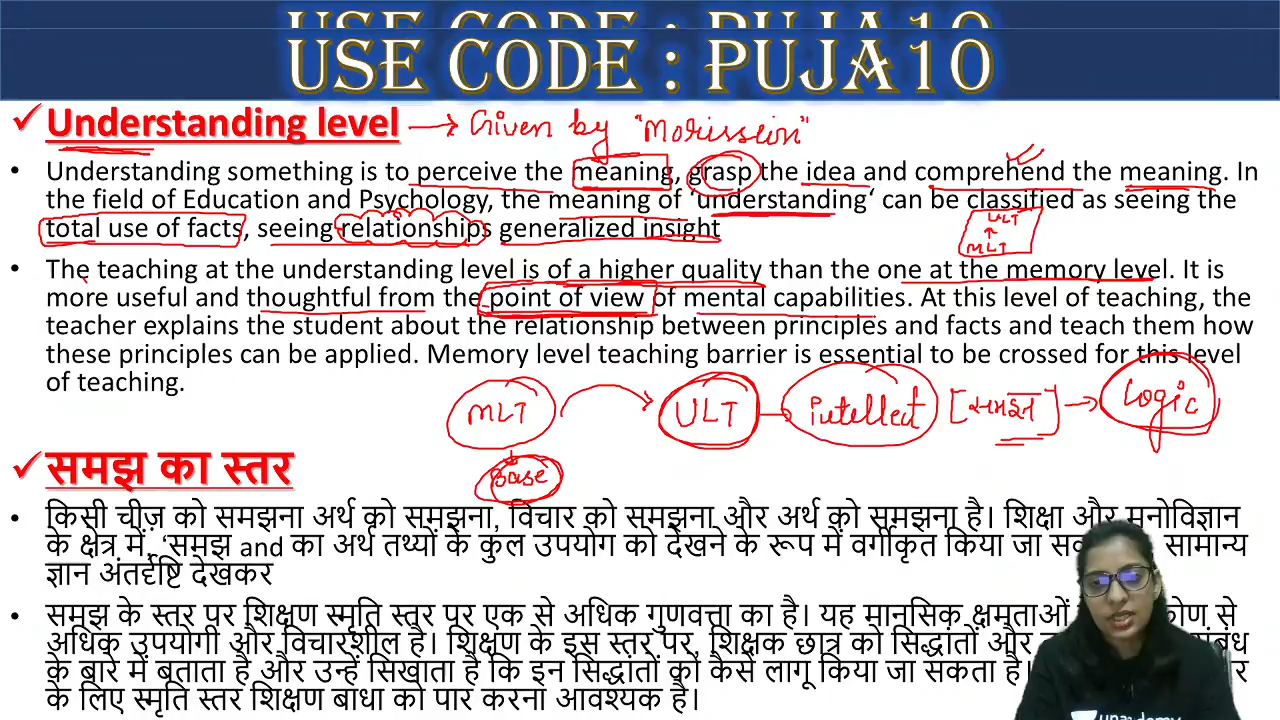 USE CODE : PUJA10
USE CODE : PUJA10
✓ Understanding level → Given by "Morission"
• Understanding something is to perceive the meaning, grasp the idea and comprehend the meaning. In
the field of Education and Psychology, the meaning of 'understanding' can be classified as seeing the
total use of facts, seeing relationships generalized insight
ULT
↑
MLT
• The teaching at the understanding level is of a higher quality than the one at the memory level. It is
more useful and thoughtful from the point of view of mental capabilities. At this level of teaching, the
teacher explains the student about the relationship between principles and facts and teach them how
these principles can be applied. Memory level teaching barrier is essential to be crossed for this level
of teaching.
MLT → ULT Intellect [समझ] → Logic
Base
✓ समझ का स्तर
• किसी चीज़ को समझना अर्थ को समझना, विचार को समझना और अर्थ को समझना है। शिक्षा और मनोविज्ञान
के क्षेत्र में, 'समझ and का अर्थ तथ्यों के कुल उपयोग को देखने के रूप में वर्गीकृत किया जा सामान्य
ज्ञान अंतर्दृष्टि देखकर
• समझ के स्तर पर शिक्षण स्मृति स्तर पर एक से अधिक गुणवत्ता का है। यह मानसिक क्षमताओं से
अधिक उपयोगी और विचारशील है। शिक्षण के इस स्तर पर, शिक्षक छात्र को सिद्धांतों और
के बारे में बताता है और उन्हें सिखाता है कि इन सिद्धांतों को कैसे लागू किया जा सकता है।
के लिए स्मृति स्तर शिक्षण बाधा को पार करना आवश्यक है।
unacademy